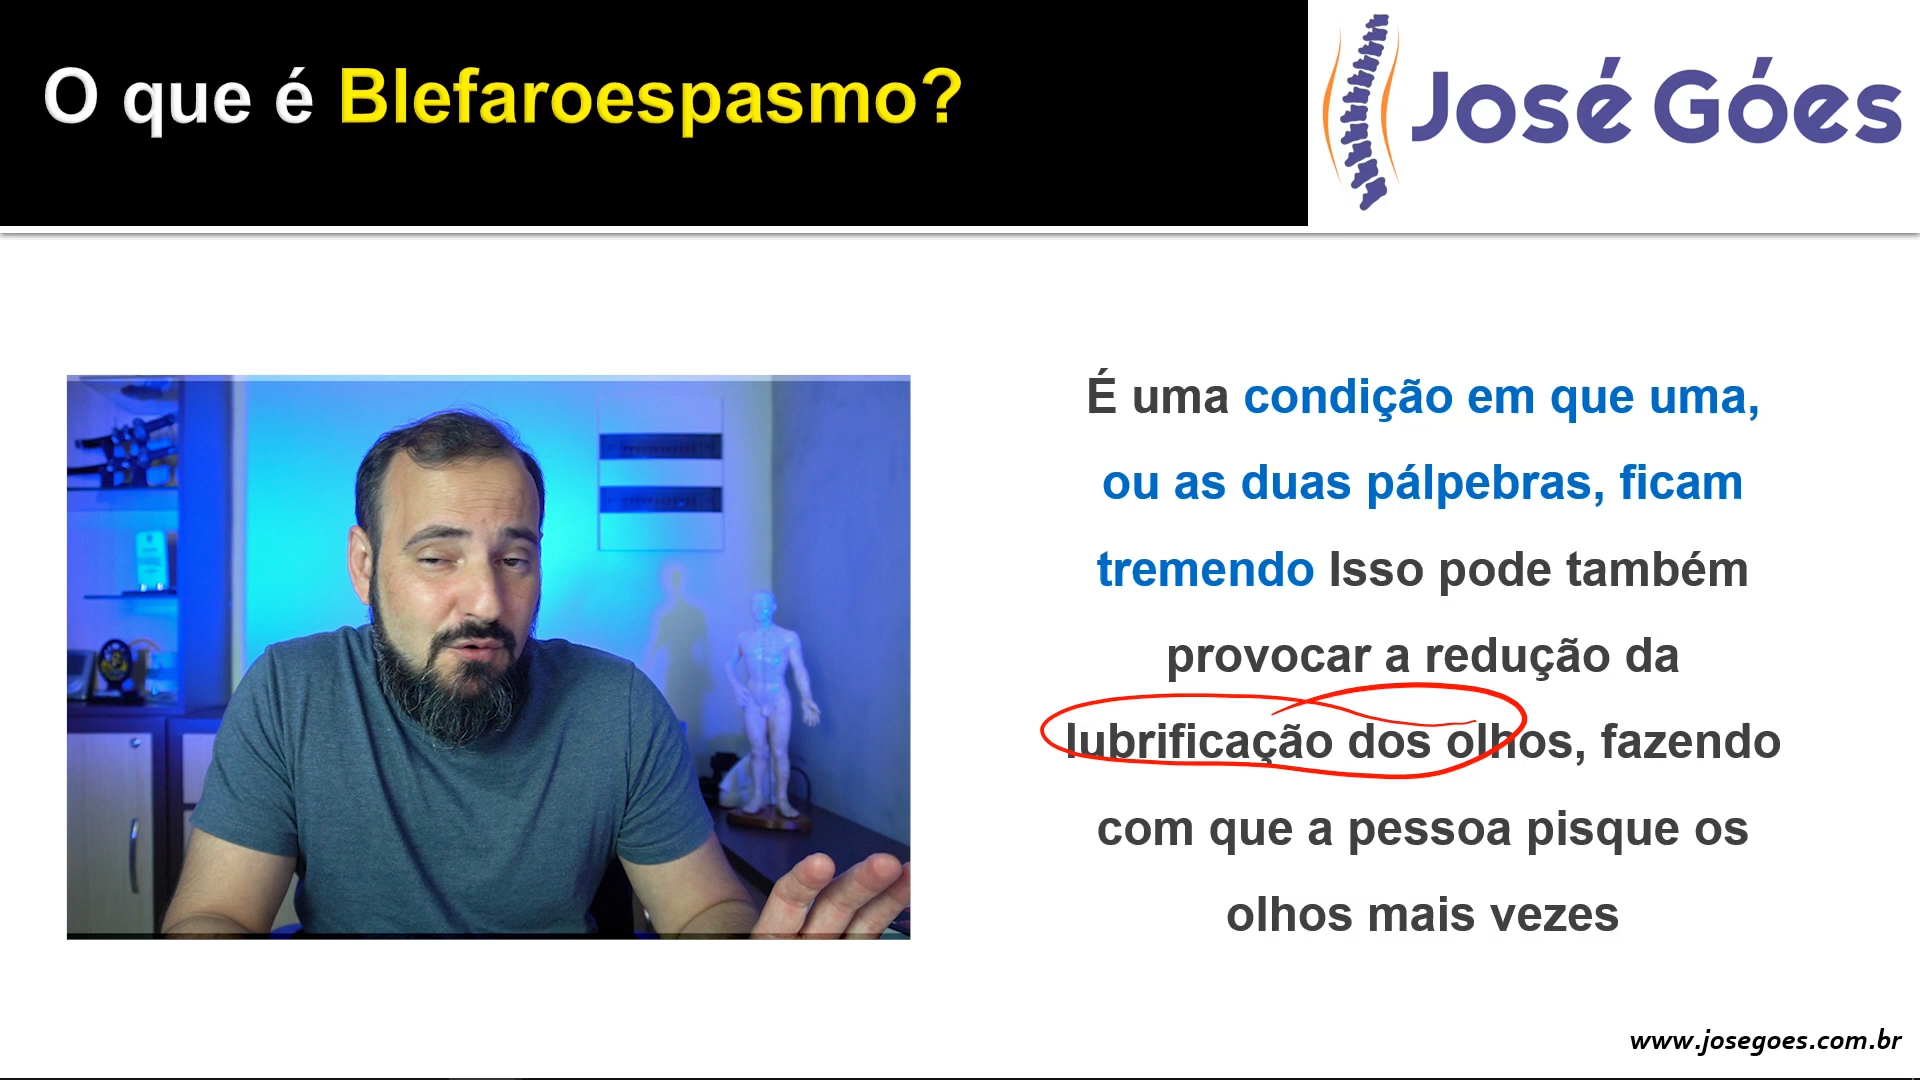 O que é Blefaroespasmo?
José Góes
É uma condição em que uma,
ou as duas pálpebras, ficam
tremendo Isso pode também
provocar a redução da
lubrificação dos olhos, fazendo
com que a pessoa pisque os
olhos mais vezes
www.josegoes.com.br